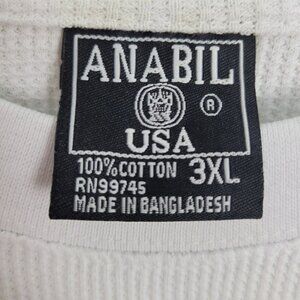 ANABIL
®
USA
100% COTTON 3XL
RN99745
MADE IN BANGLADESH